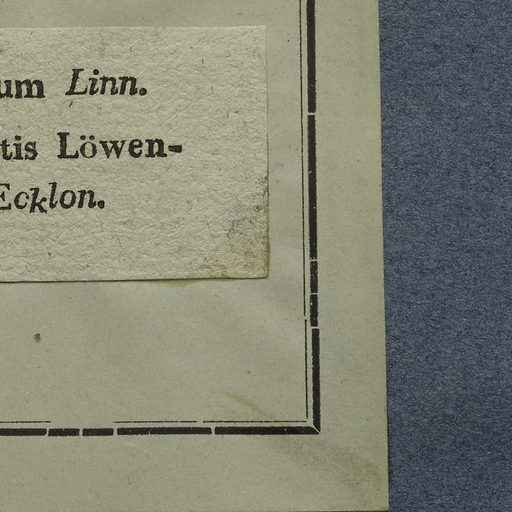 um Linn.
tis Löwen-
Ecklon.